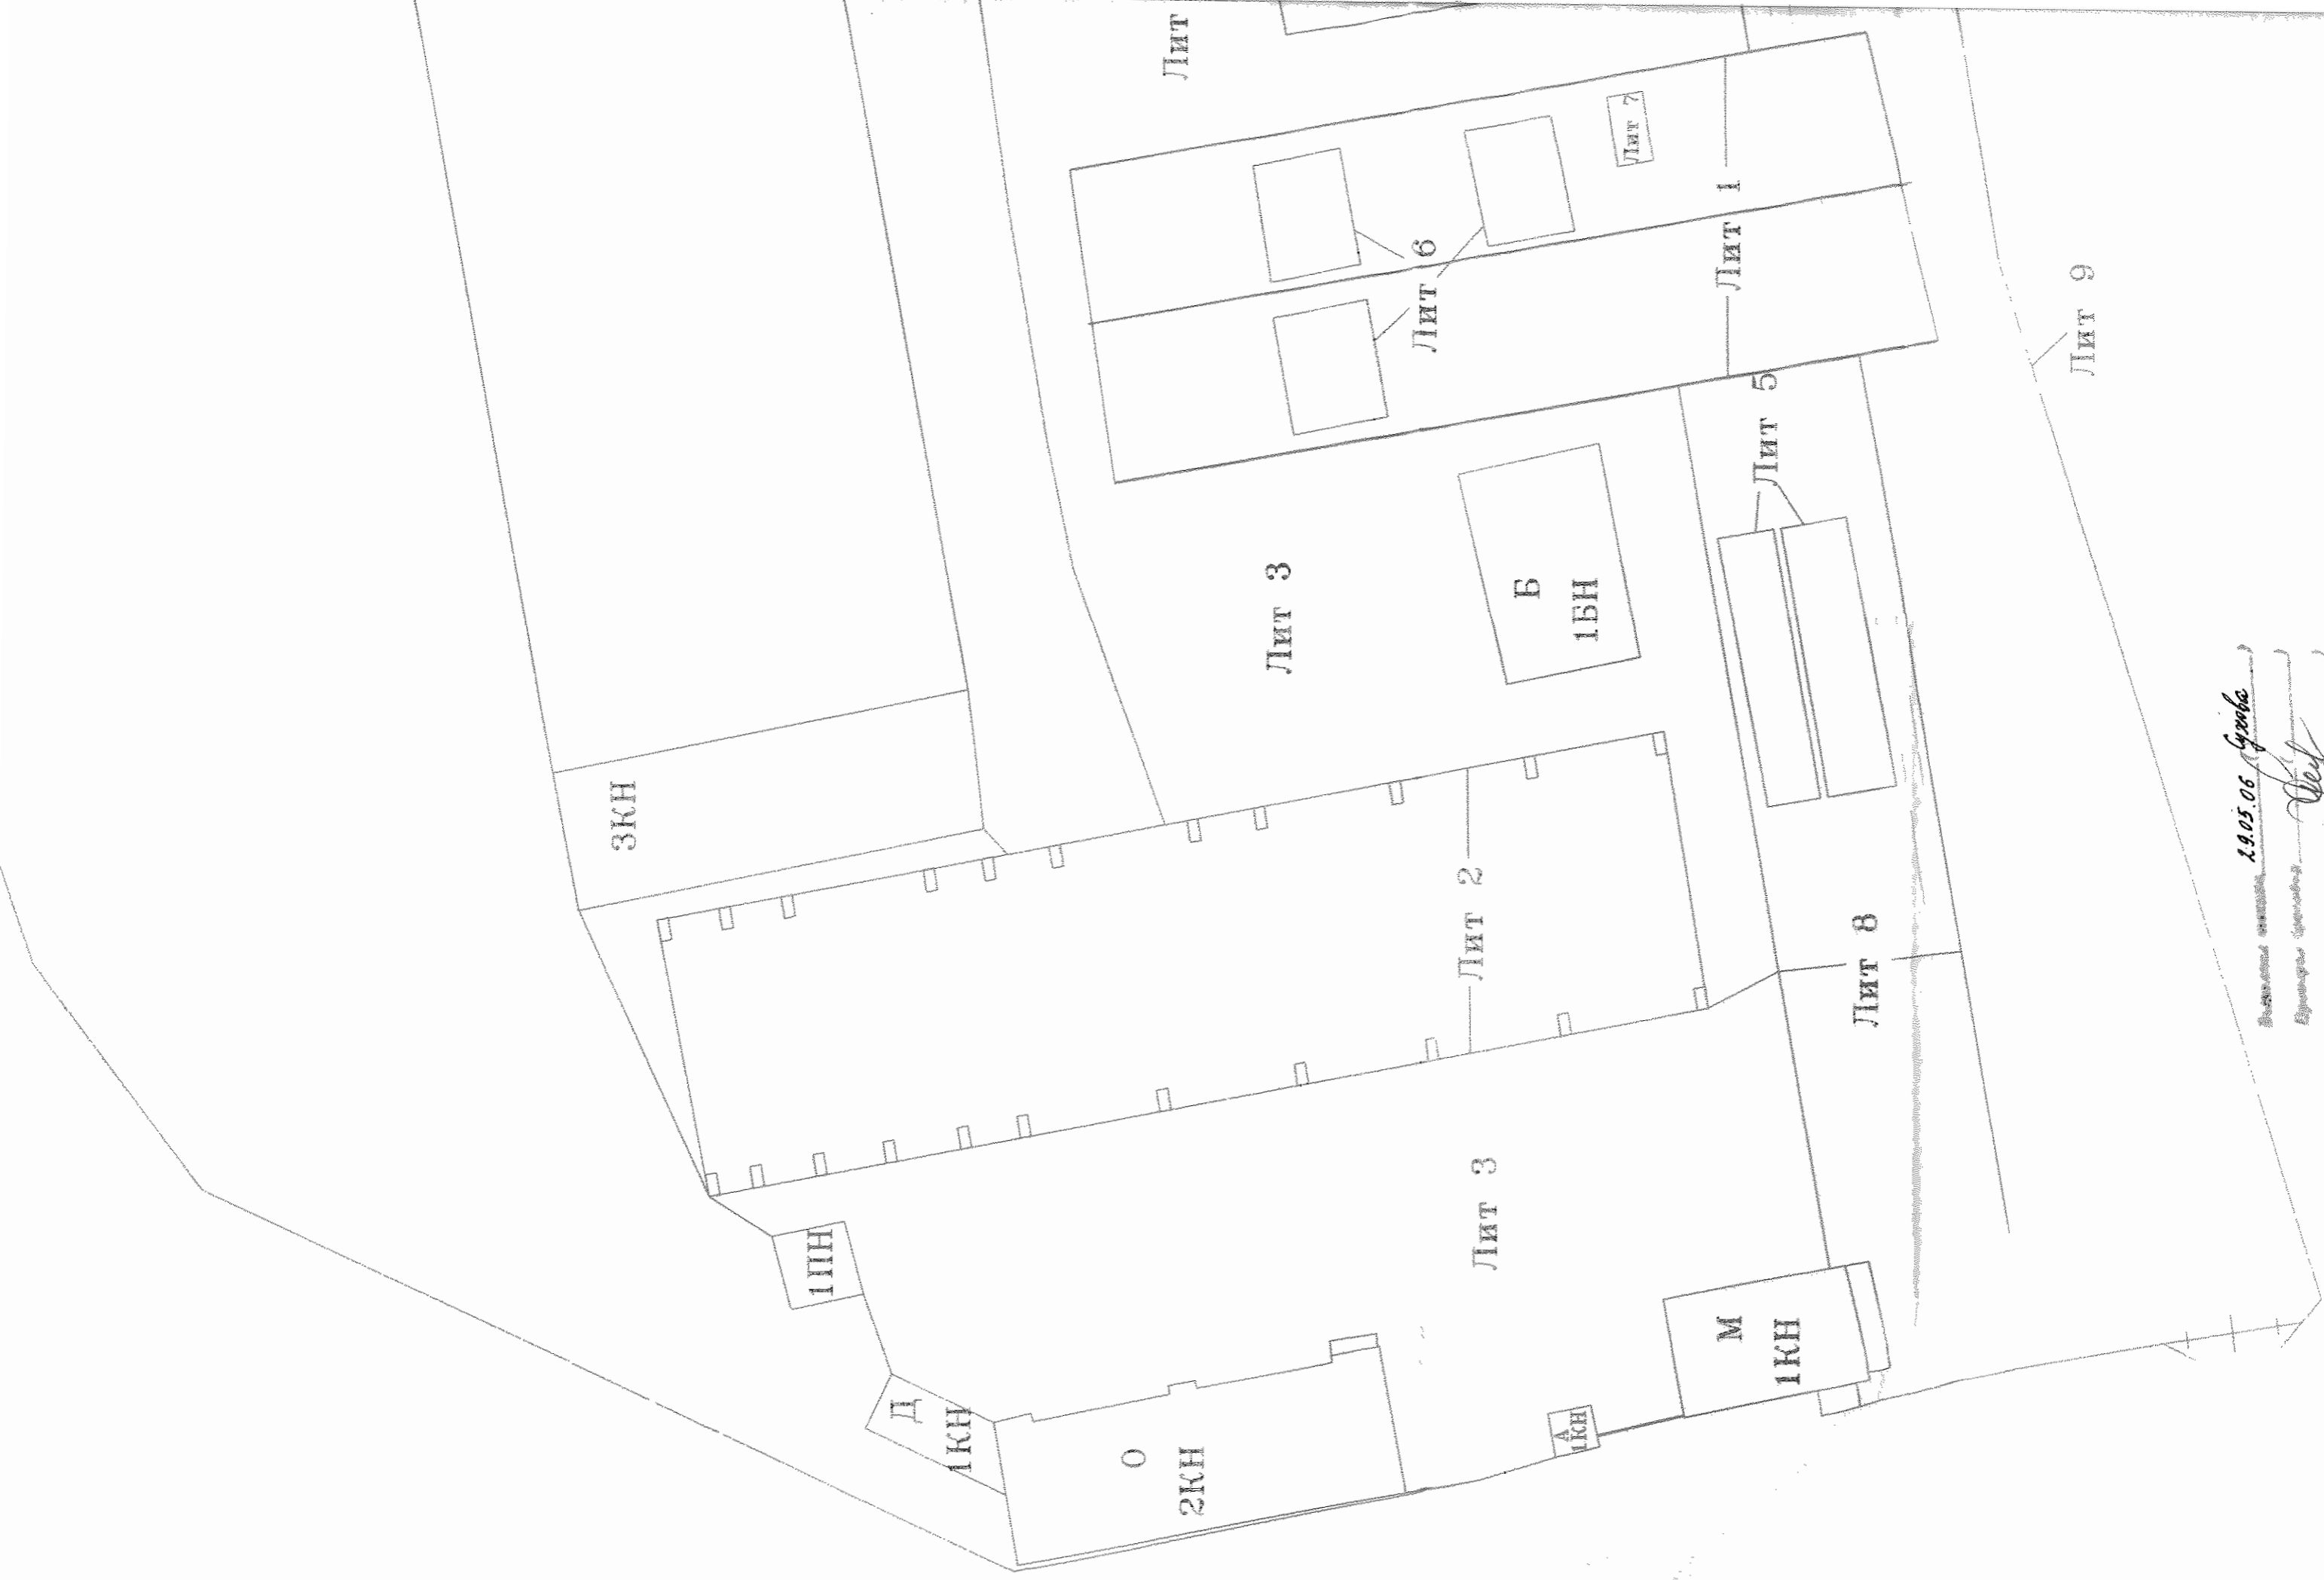 Лит
Лит 7
Лит 6
Лит 1
Лит 9
Лит 5
Лит 3
Б
1БН
3КН
Лит 2
Лит 8
Лит 3
1ПН
Д
1КН
О
2КН
А
1КН
М
1КН
29.05.06 Сухова